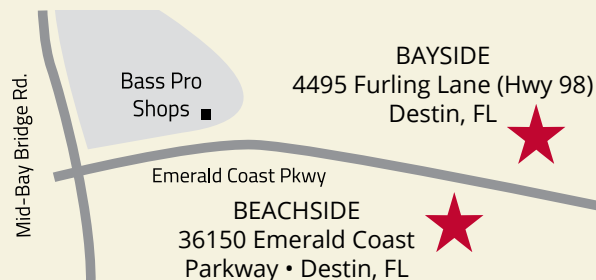 Mid-Bay Bridge Rd.
Bass Pro
Shops
BAYSIDE
4495 Furling Lane (Hwy 98)
Destin, FL
Emerald Coast Pkwy
BEACHSIDE
36150 Emerald Coast
Parkway • Destin, FL